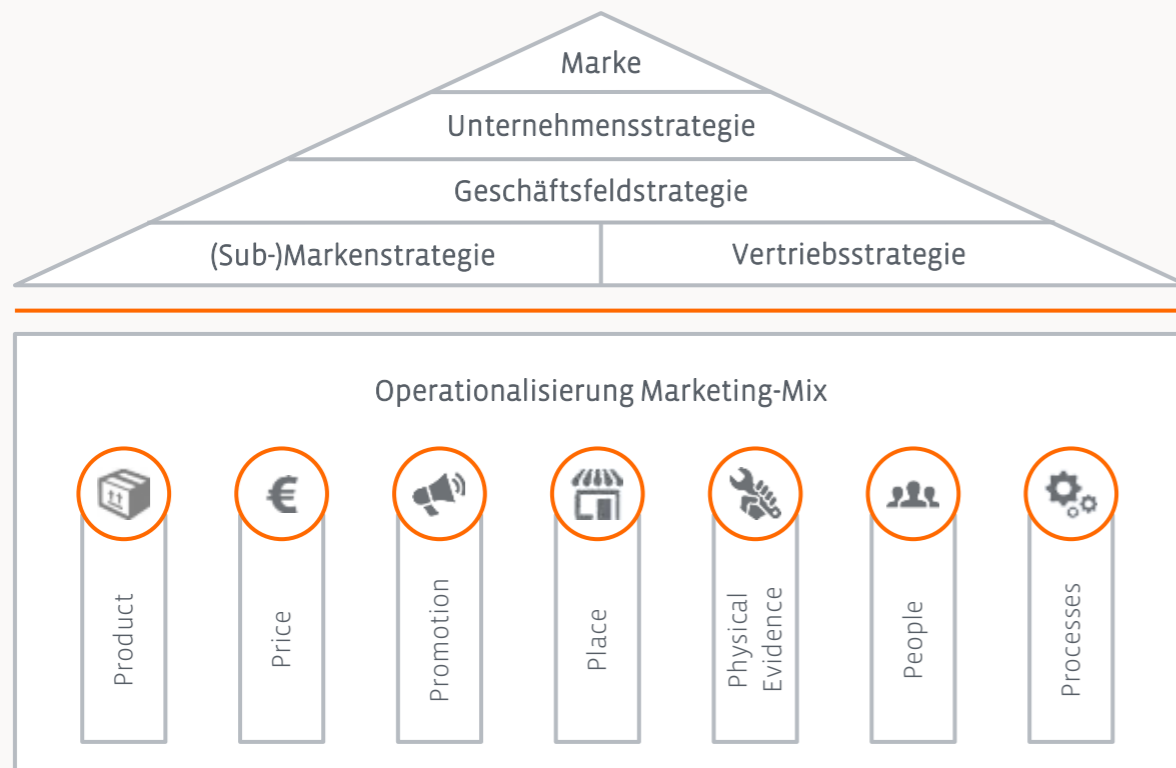 Marke
Unternehmensstrategie
Geschäftsfeldstrategie
(Sub-)Markenstrategie
Vertriebsstrategie
Operationalisierung Marketing-Mix
€
Product
Price
Promotion
Place
Physical
Evidence
People
Processes